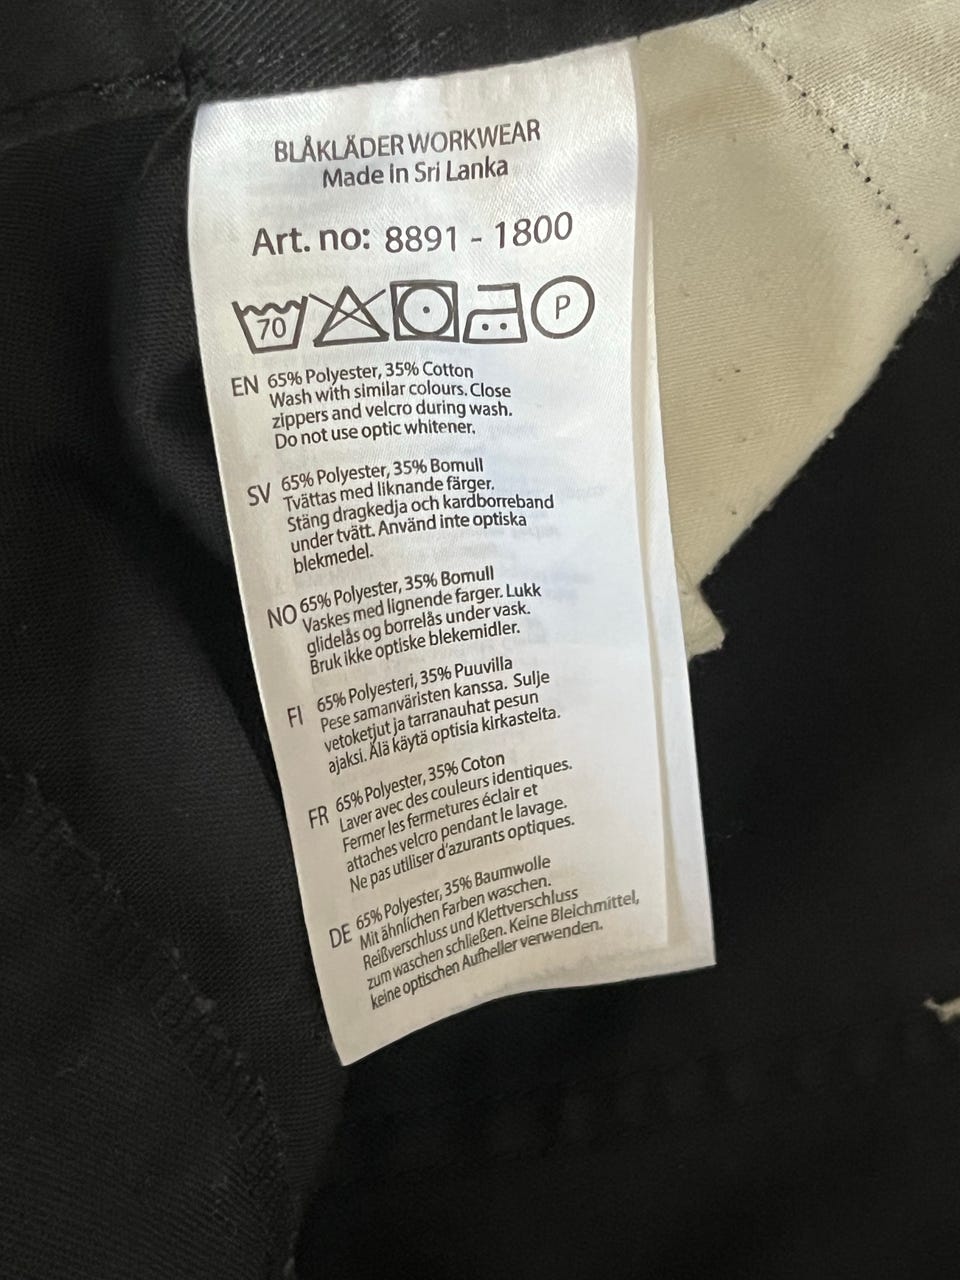 BLÅKLÄDER WORKWEAR
Made in Sri Lanka
Art. no: 8891 - 1800
70 P
EN 65% Polyester, 35% Cotton
Wash with similar colours. Close
zippers and velcro during wash.
Do not use optic whitener.
SV 65% Polyester, 35% Bomull
Tvättas med liknande färger.
Stäng dragkedja och kardborreband
under tvätt. Använd inte optiska
blekmedel.
NO 65% Polyester, 35% Bomull
Vaskes med lignende farger. Lukk
glidelås og borrelås under vask.
Bruk ikke optiske blekemidler.
FI 65% Polyesteri, 35% Puuvilla
Pese samanväristen kanssa. Sulje
vetoketjut ja tarranauhat pesun
ajaksi. Älä käytä optisia kirkasteita.
FR 65% Polyester, 35% Coton
Laver avec des couleurs identiques.
Fermer les fermetures éclair et
attaches velcro pendant le lavage.
Ne pas utiliser d'azurants optiques.
DE 65% Polyester, 35% Baumwolle
Mit ähnlichen Farben waschen.
Reißverschluss und Klettverschluss
zum waschen schließen. Keine Bleichmittel,
keine optischen Aufheller verwenden.